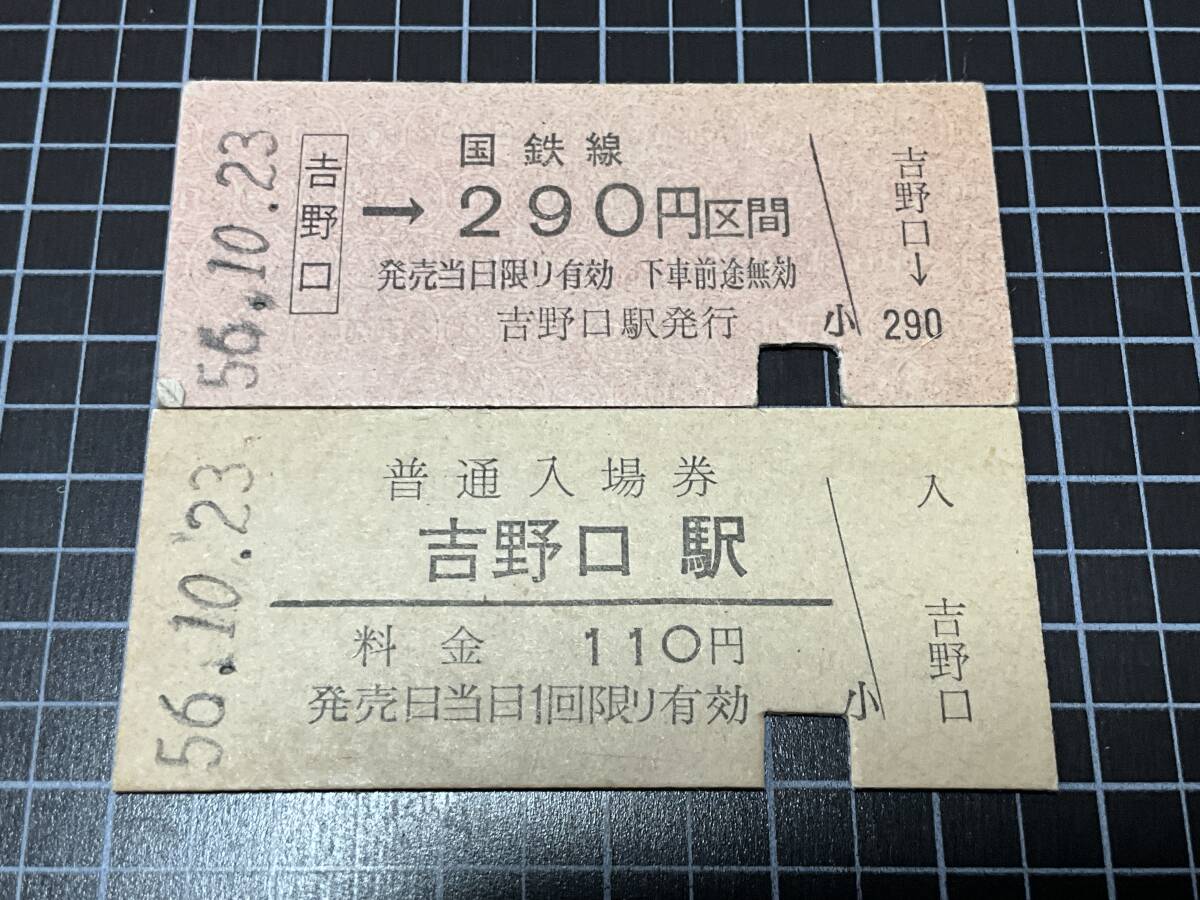 56.10.23
吉野口
国鉄線
→290円区間
発売当日限り有効 下車前途無効
吉野口駅発行
小
吉野口→
290
56.10.23
普通入場券
吉野口駅
料金 110円
発売日当日1回限り有効
小
入
吉野口